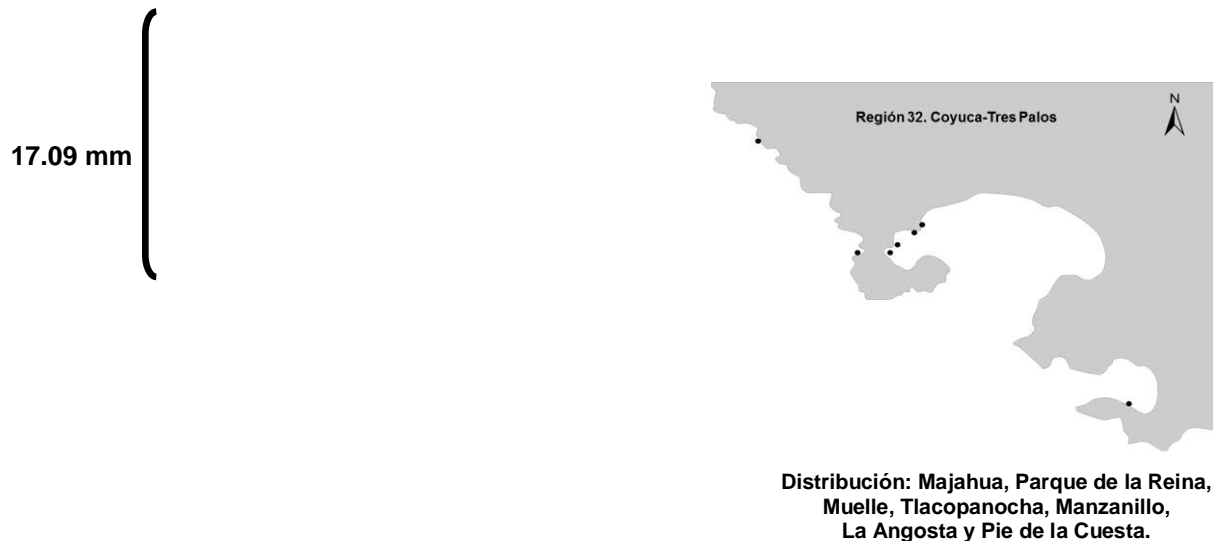 17.09 mm
Región 32. Coyuca-Tres Palos
N
Distribución: Majahua, Parque de la Reina,
Muelle, Tlacopanocha, Manzanillo,
La Angosta y Pie de la Cuesta.